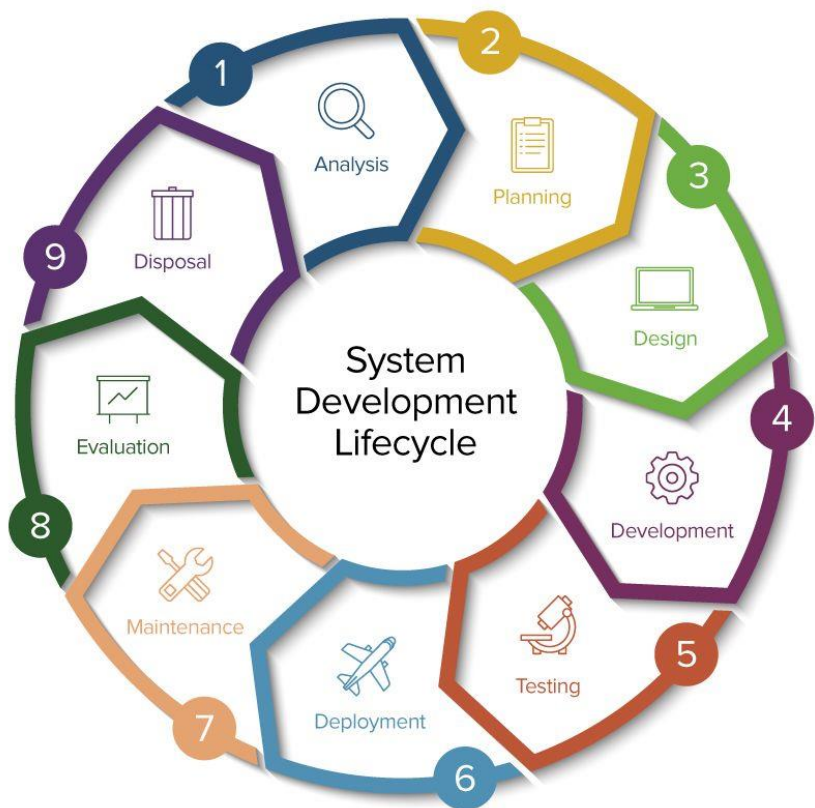 System
Development
Lifecycle
1
Analysis
2
Planning
3
Design
4
Development
5
Testing
6
Deployment
7
Maintenance
8
Evaluation
9
Disposal